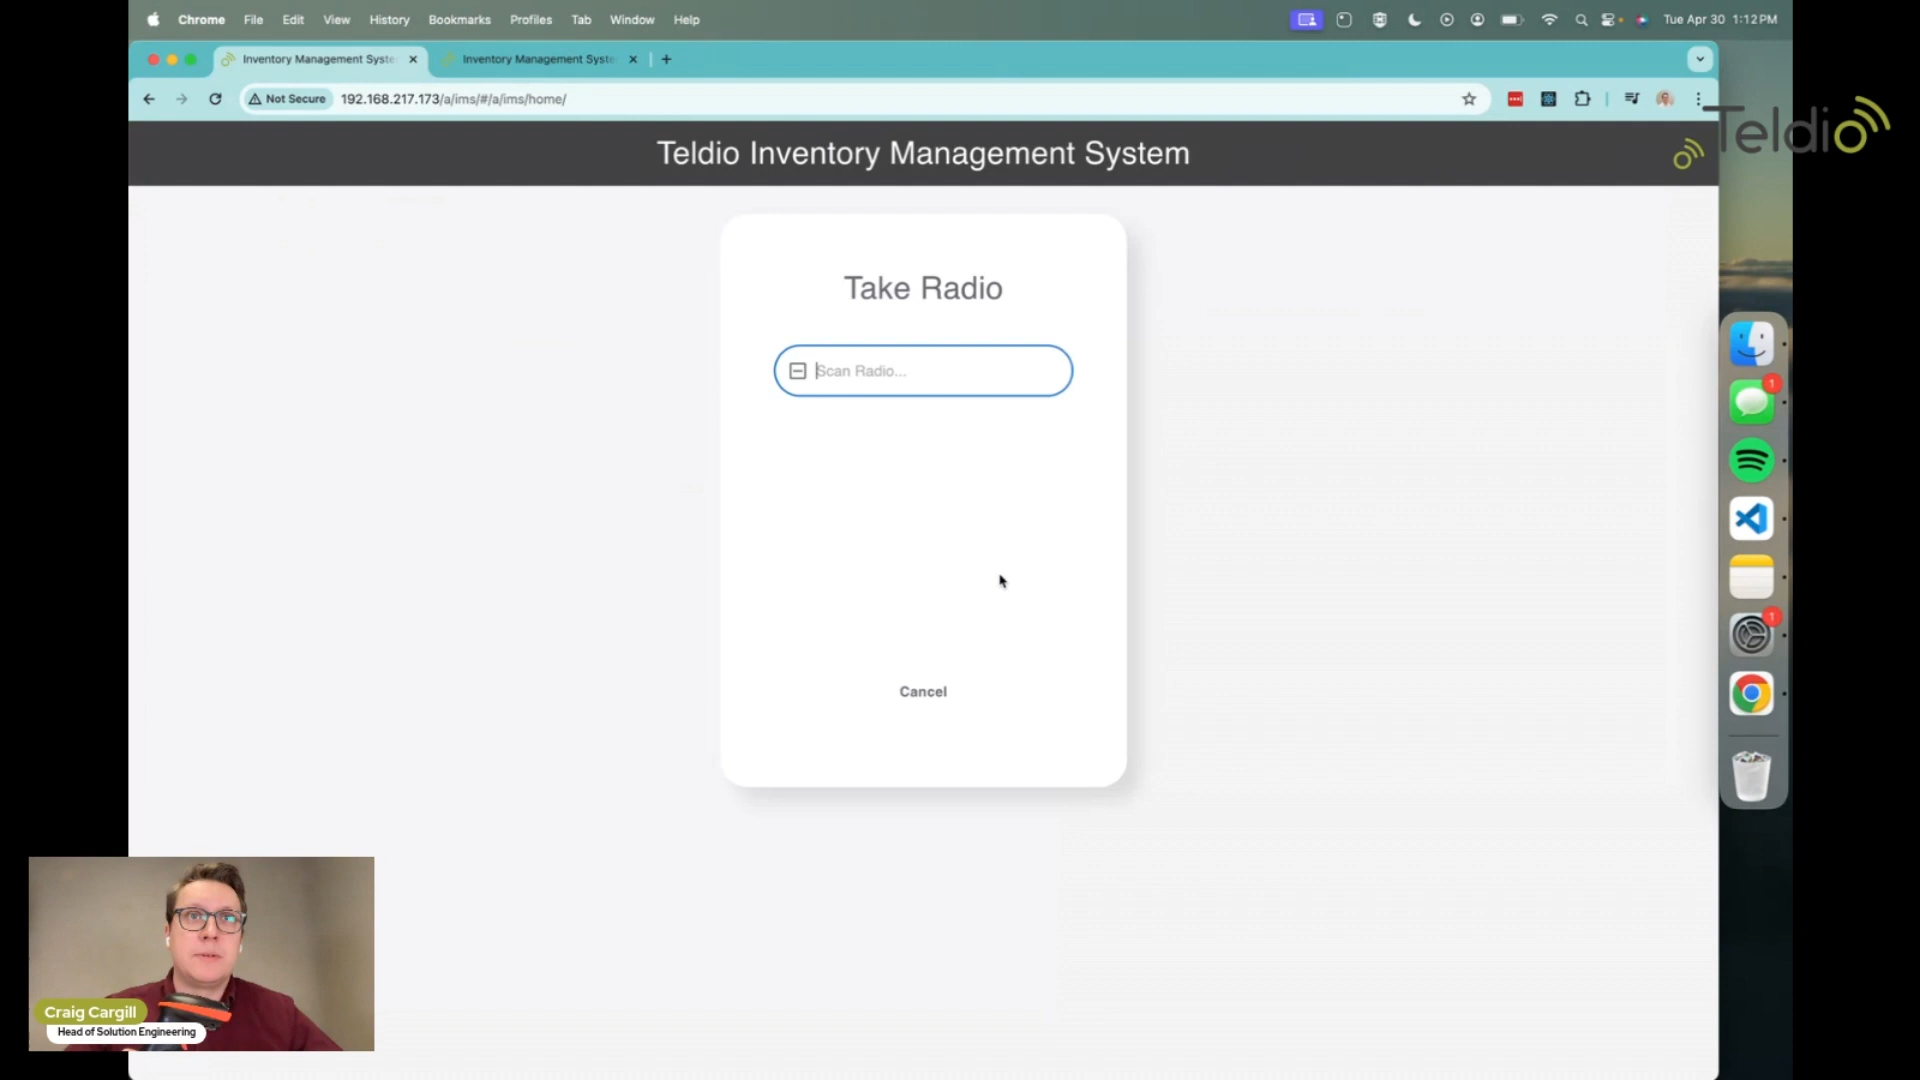 Chrome File Edit View History Bookmarks Profiles Tab Window Help Tue Apr 30 1:12 PM
Inventory Management Syste Inventory Management Syste
Not Secure 192.168.217.173/a/ims/#/a/ims/home/
Teldio
Teldio Inventory Management System
Take Radio
Scan Radio...
1
1
Cancel
Craig Cargill
Head of Solution Engineering